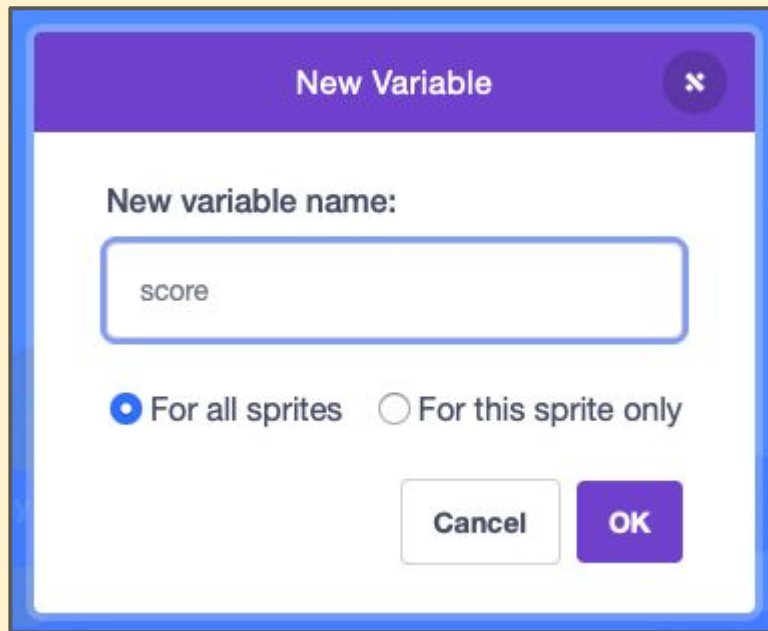 New Variable
New variable name:
score
For all sprites For this sprite only
Cancel OK